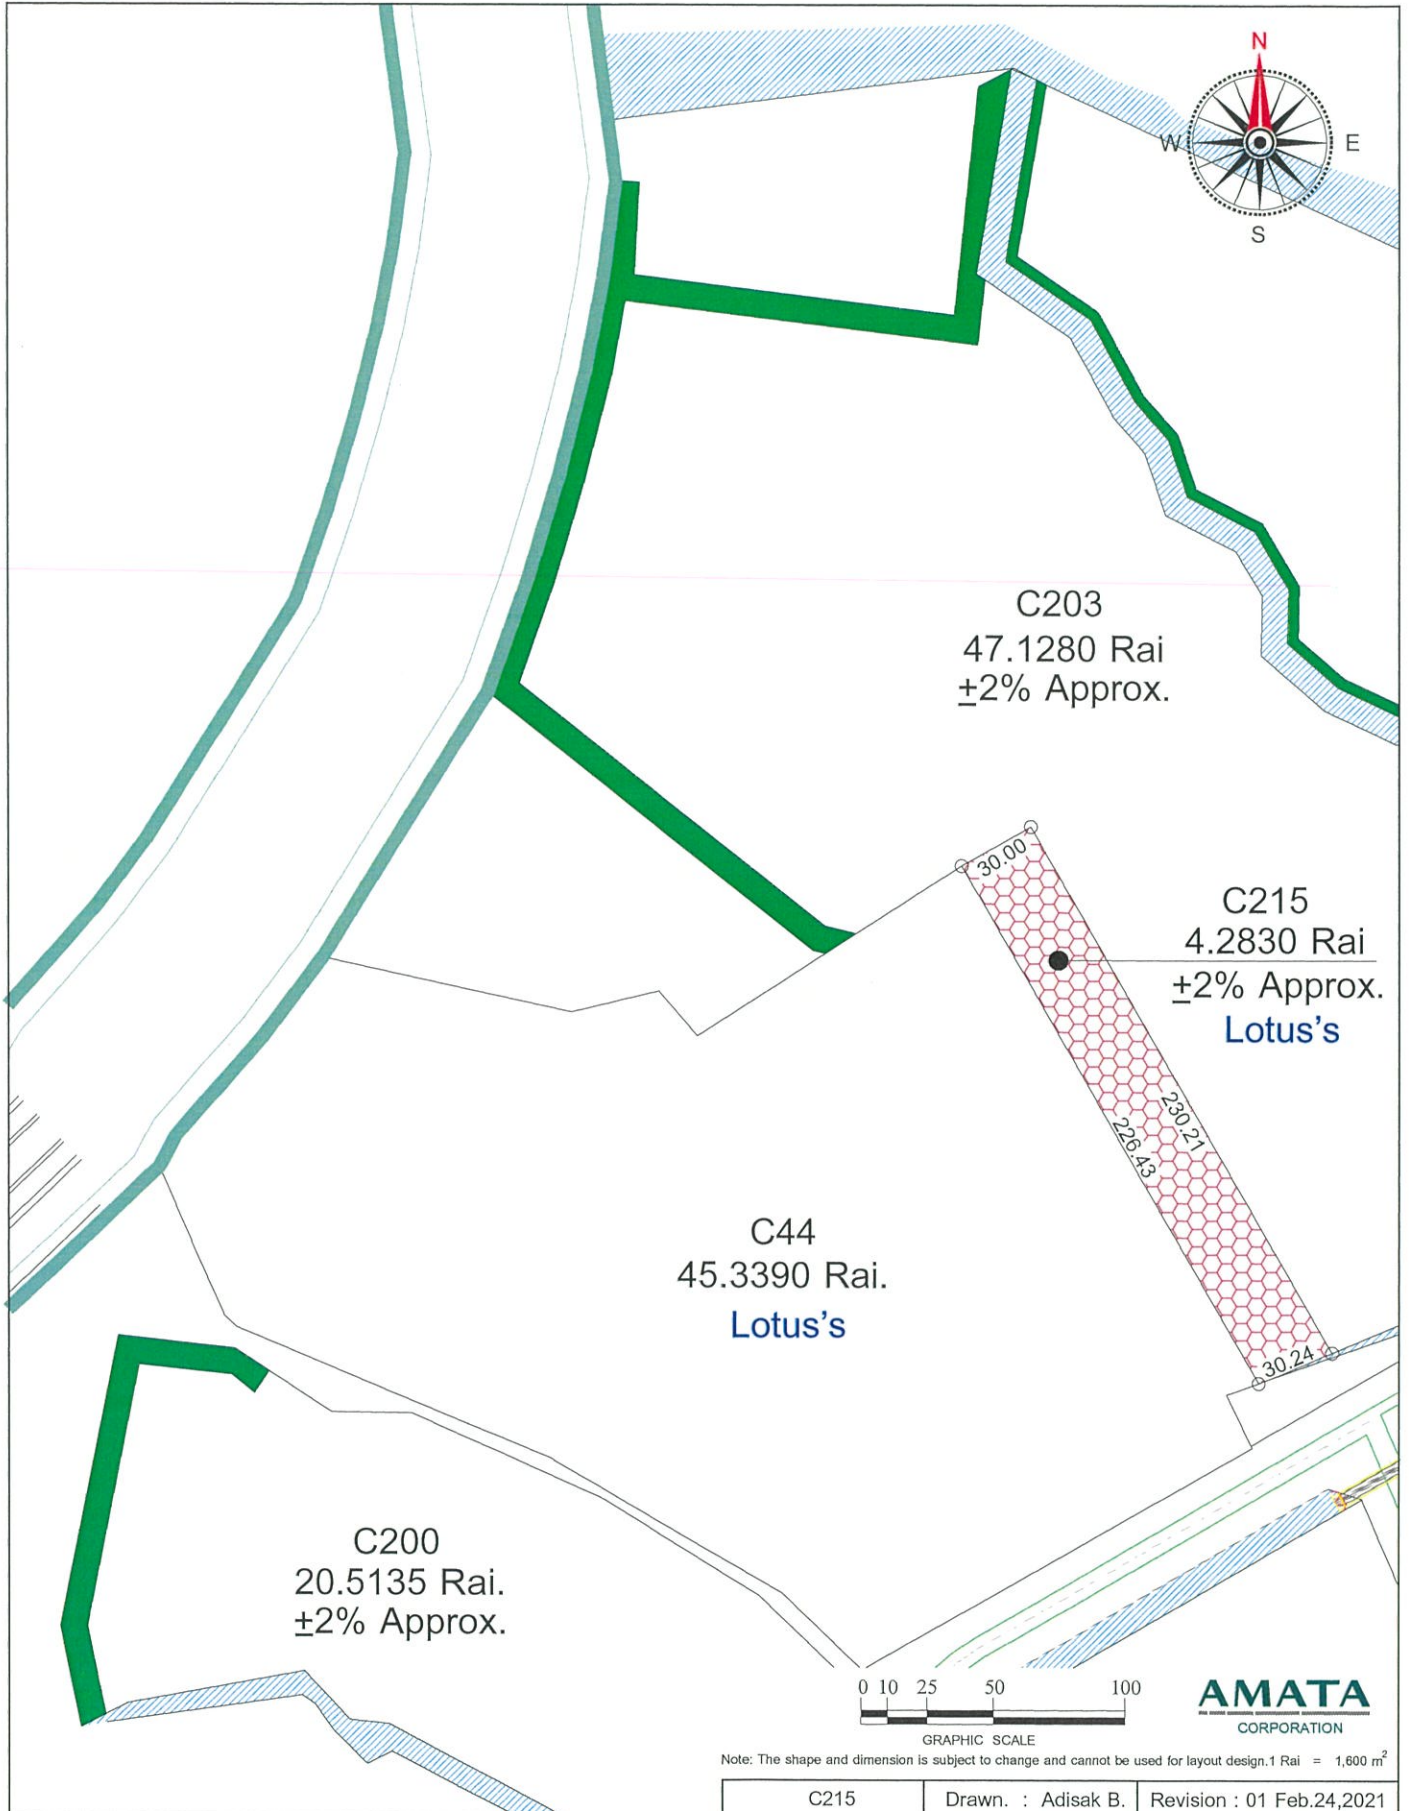 N
W
E
S
C203
47.1280 Rai
±2% Approx.
30.00
C215
4.2830 Rai
±2% Approx.
Lotus's
230.21
226.43
C44
45.3390 Rai.
Lotus's
30.24
C200
20.5135 Rai.
±2% Approx.
0 10 25 50 100
GRAPHIC SCALE
AMATA
CORPORATION
Note: The shape and dimension is subject to change and cannot be used for layout design.1 Rai = 1,600 m²
C215
Drawn. : Adisak B.
Revision : 01 Feb.24,2021